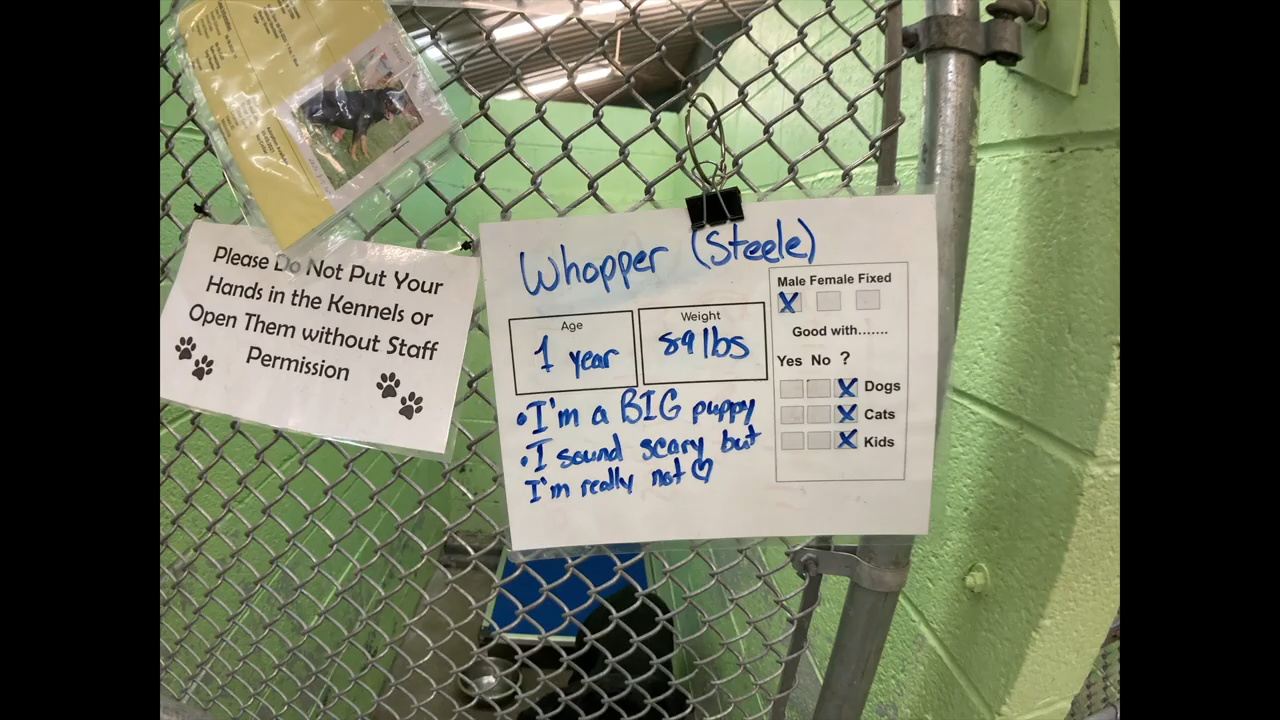 Please Do Not Put Your
Hands in the Kennels or
Open Them without Staff
Permission
Whopper (Steele)
Age
1 year
Weight
89 lbs
• I'm a BIG puppy
• I sound scary but
I'm really not ♡
Male Female Fixed
X
Good with.......
Yes No ?
X Dogs
X Cats
X Kids